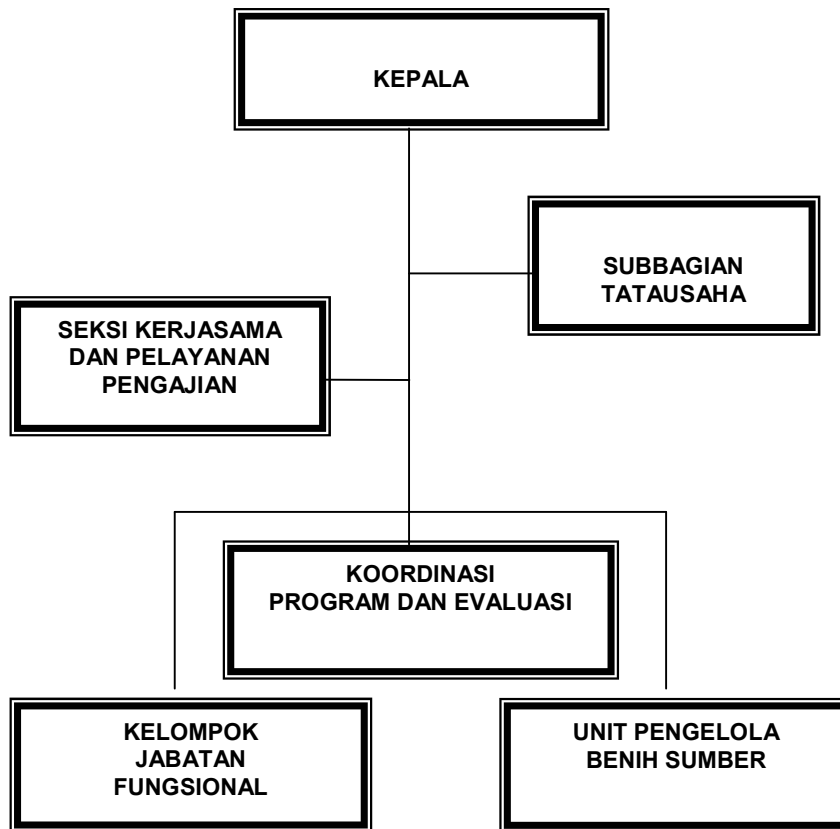 KEPALA
SUBBAGIAN
TATAUSAHA
SEKSI KERJASAMA
DAN PELAYANAN
PENGAJIAN
KOORDINASI
PROGRAM DAN EVALUASI
KELOMPOK
JABATAN
FUNGSIONAL
UNIT PENGELOLA
BENIH SUMBER